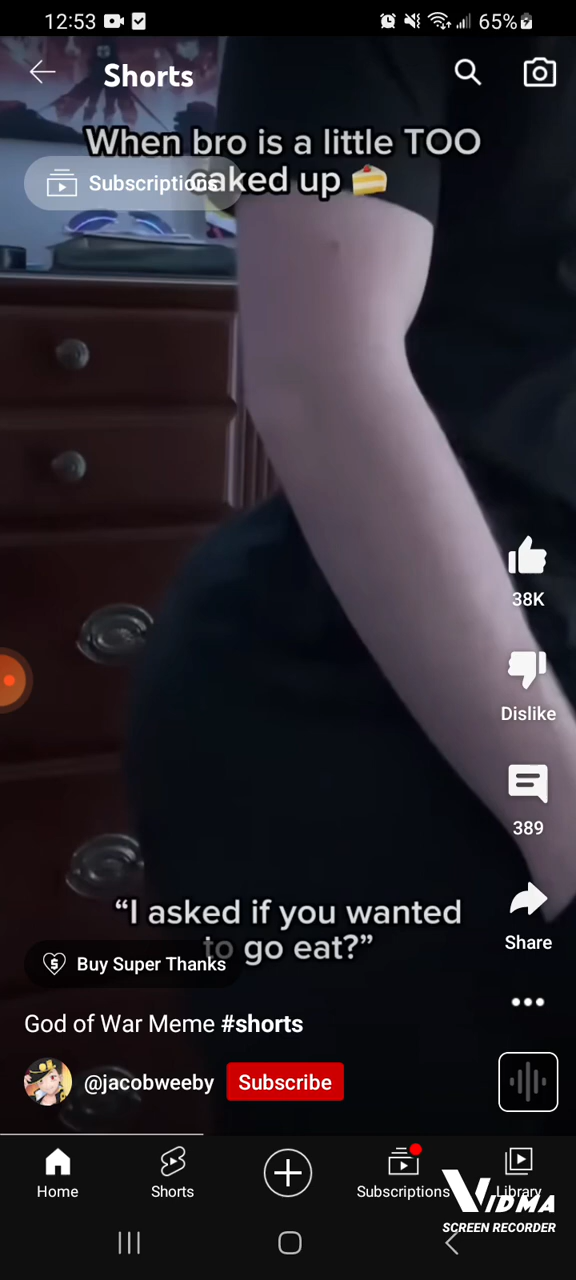 12:53
65%
Shorts
When bro is a little TOO
caked up 🍰
Subscriptions
38K
Dislike
389
“I asked if you wanted
to go eat?”
Share
Buy Super Thanks
God of War Meme #shorts
@jacobweeby
Subscribe
Home
Shorts
Subscriptions
Library
VIDMA
SCREEN RECORDER